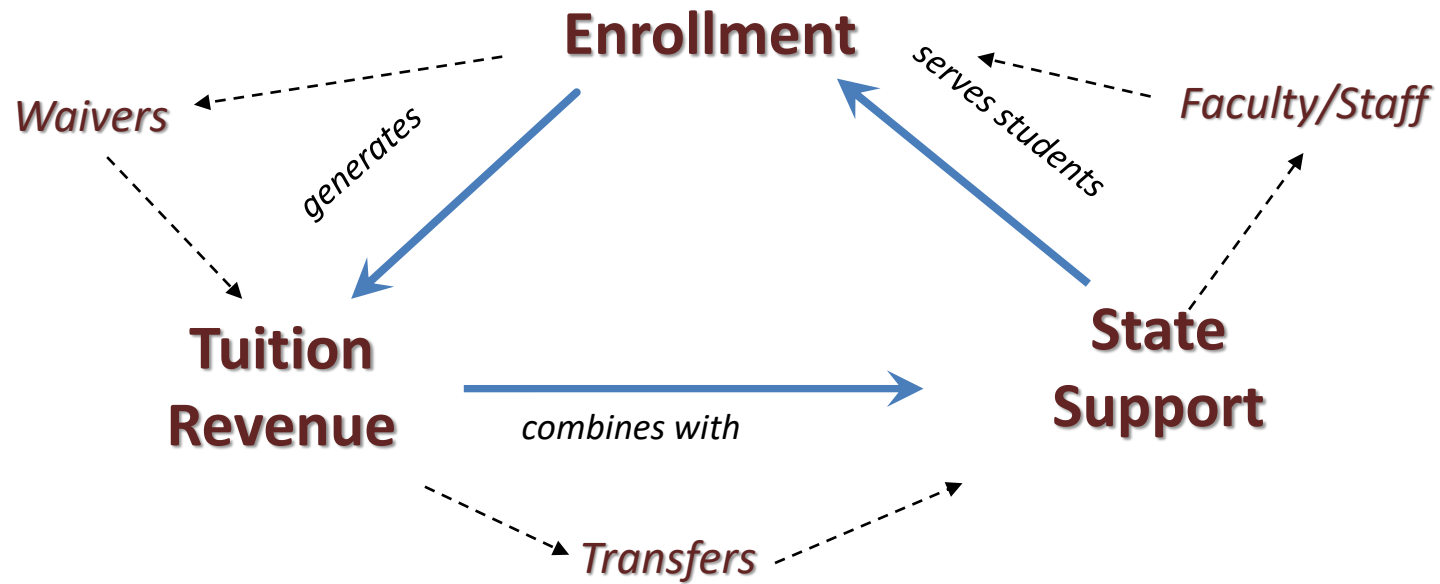 Enrollment
serves students
Waivers
Faculty/Staff
generates
Tuition
Revenue
State
Support
combines with
Transfers